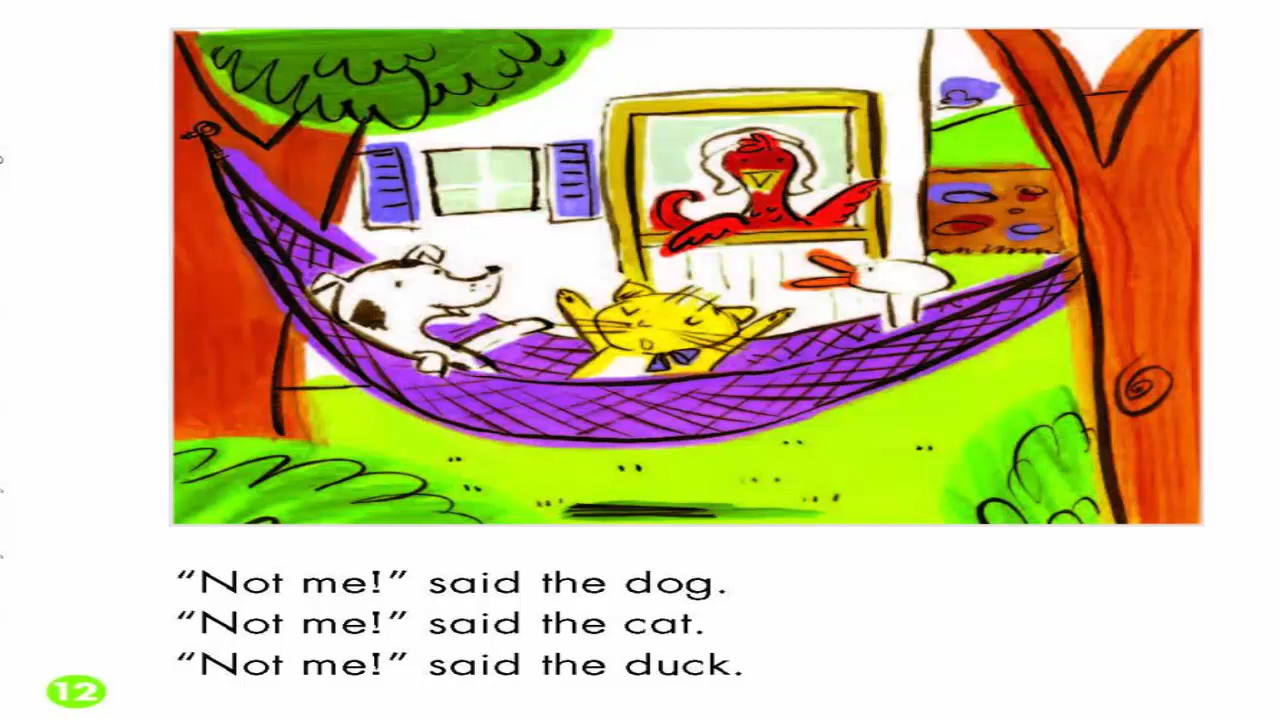 “Not me!” said the dog.
“Not me!” said the cat.
“Not me!” said the duck.
12